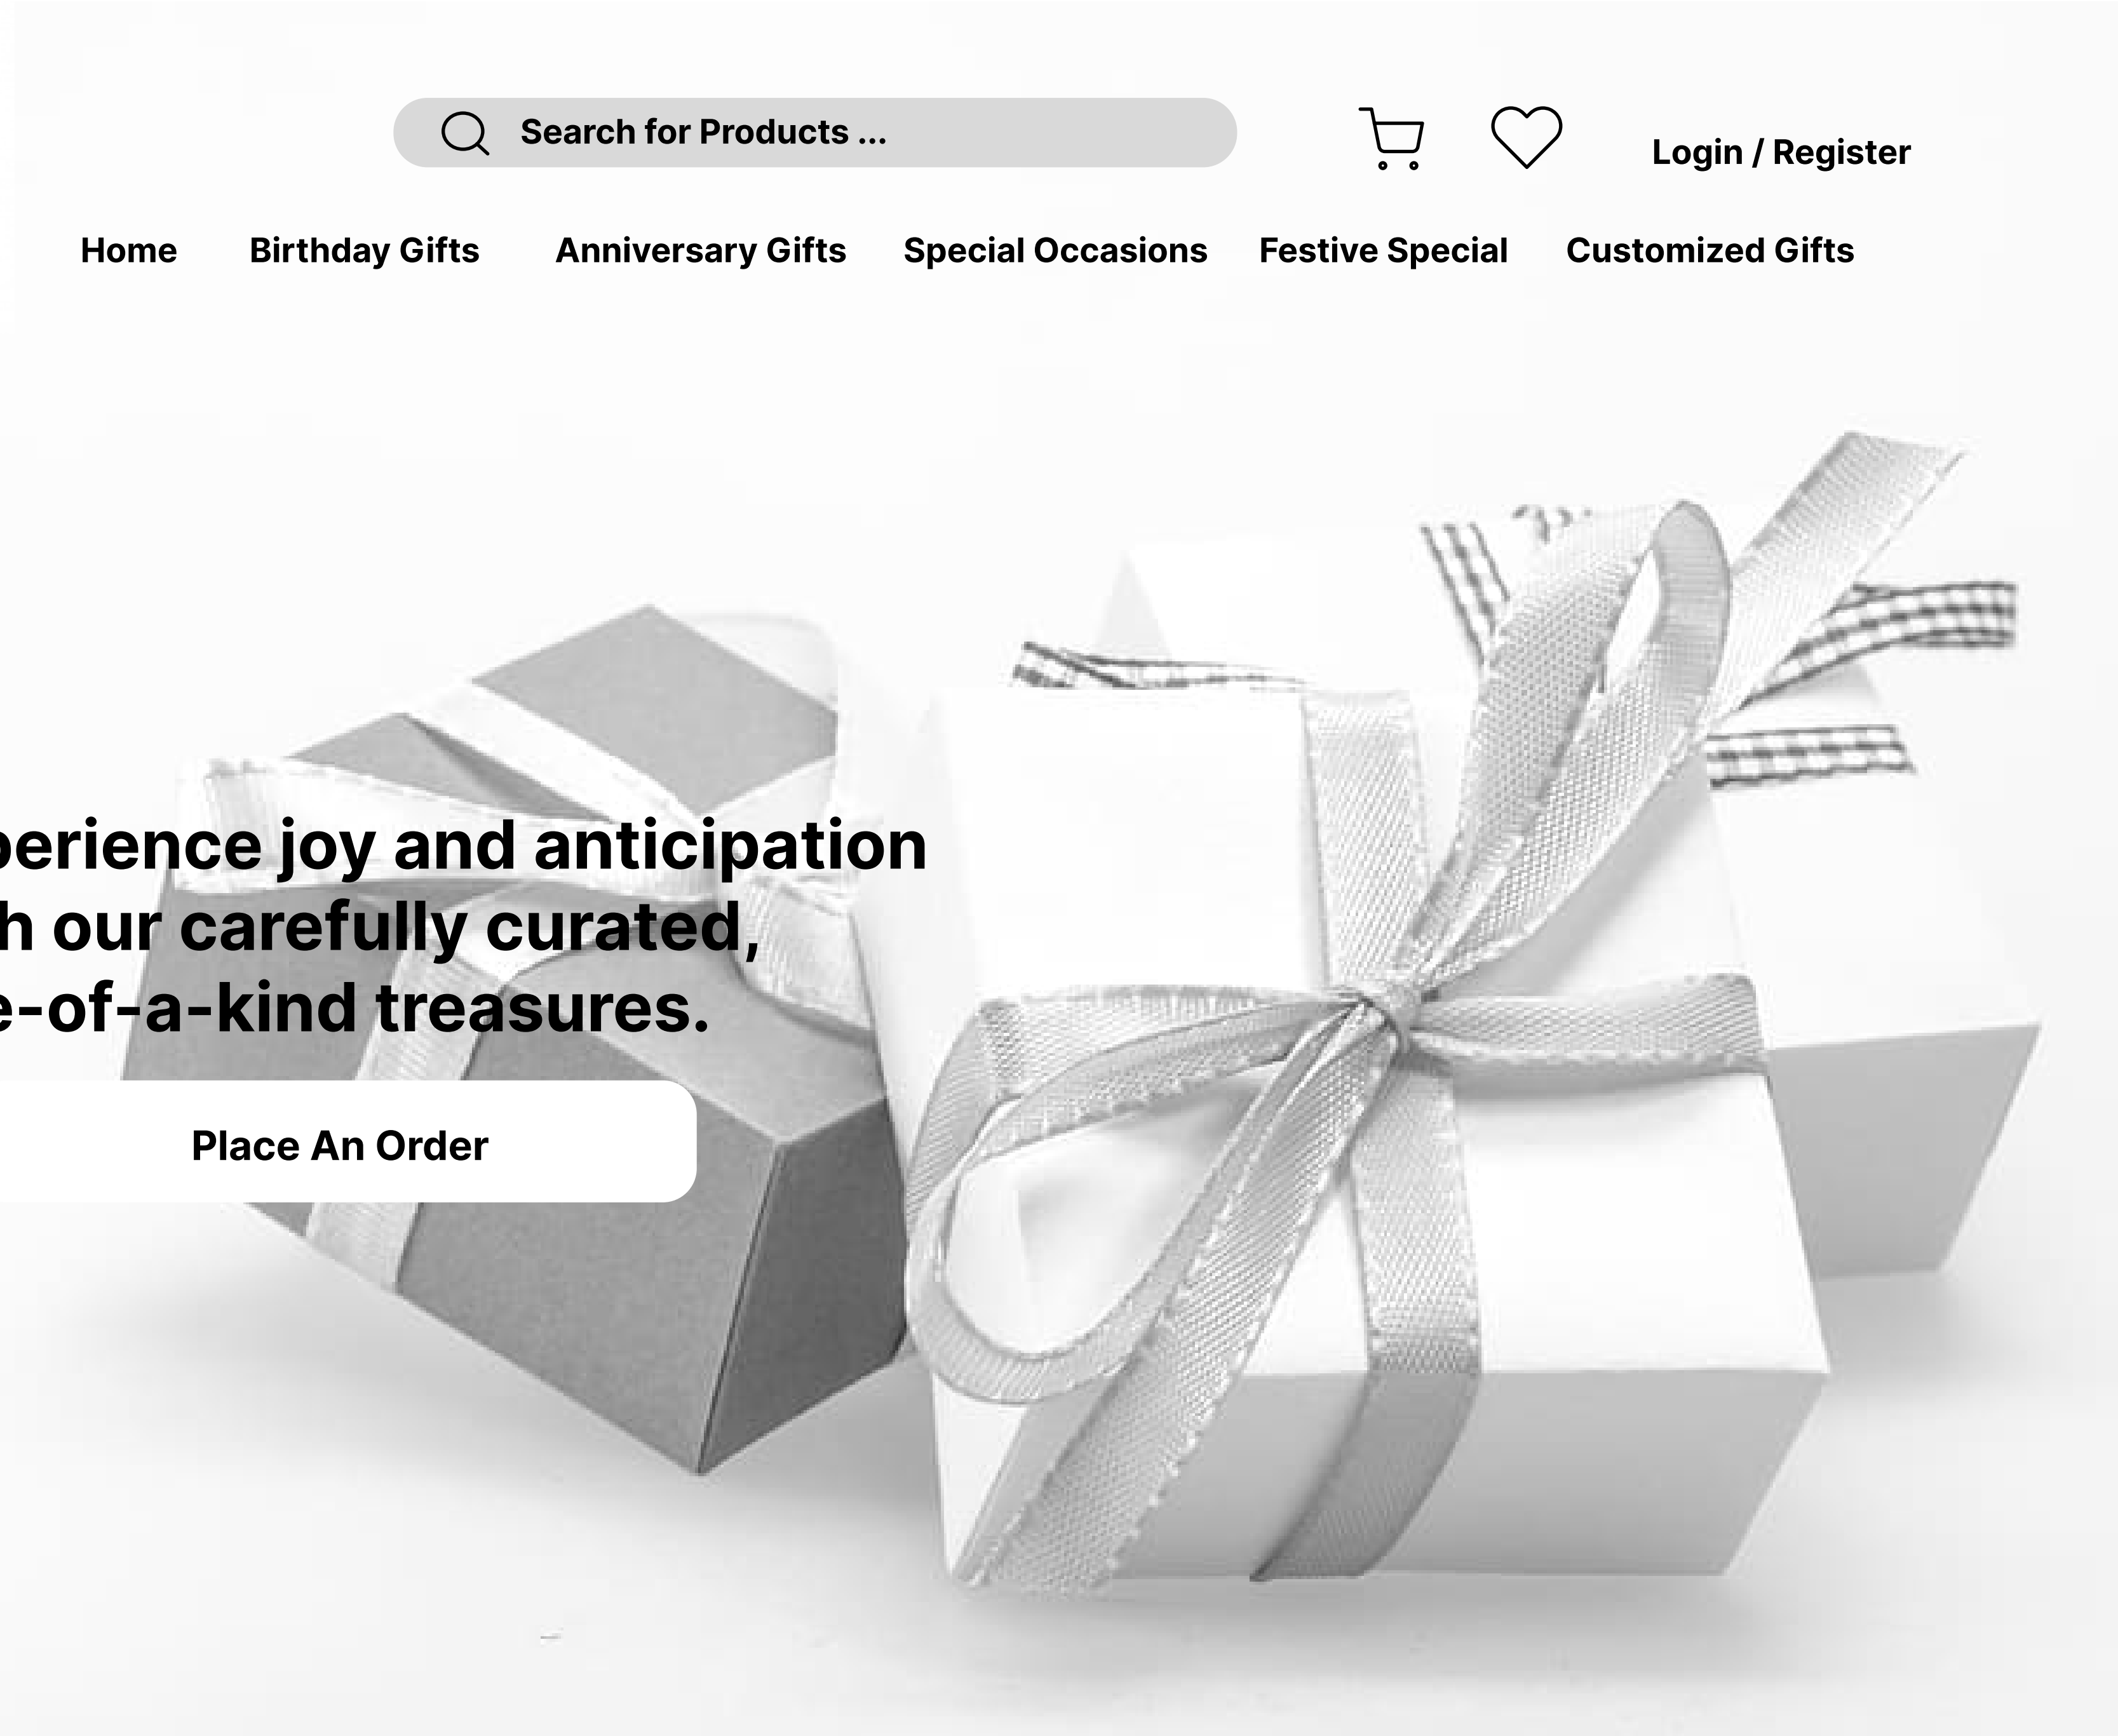 Search for Products ...
Login / Register
Home Birthday Gifts Anniversary Gifts Special Occasions Festive Special Customized Gifts
perience joy and anticipation
h our carefully curated,
e-of-a-kind treasures.
Place An Order